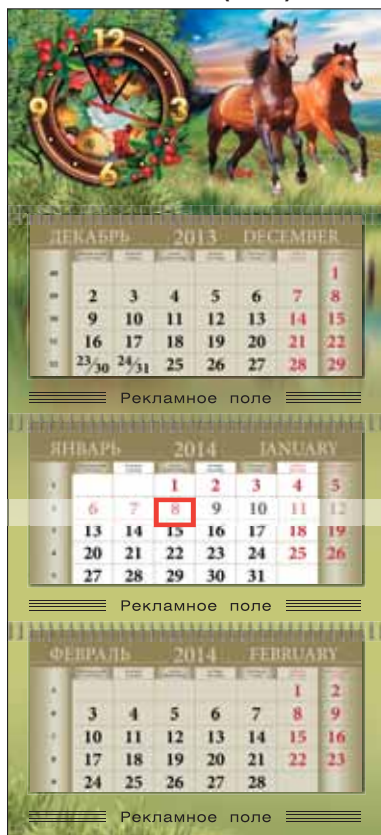 12
9 3
6
ДЕКАБРЬ 2013 DECEMBER
1
2 3 4 5 6 7 8
9 10 11 12 13 14 15
16 17 18 19 20 21 22
23/30 24/31 25 26 27 28 29
Рекламное поле
ЯНВАРЬ 2014 JANUARY
1 2 3 4 5
6 7 8 9 10 11 12
13 14 15 16 17 18 19
20 21 22 23 24 25 26
27 28 29 30 31
Рекламное поле
ФЕВРАЛЬ 2014 FEBRUARY
1 2
3 4 5 6 7 8 9
10 11 12 13 14 15 16
17 18 19 20 21 22 23
24 25 26 27 28
Рекламное поле